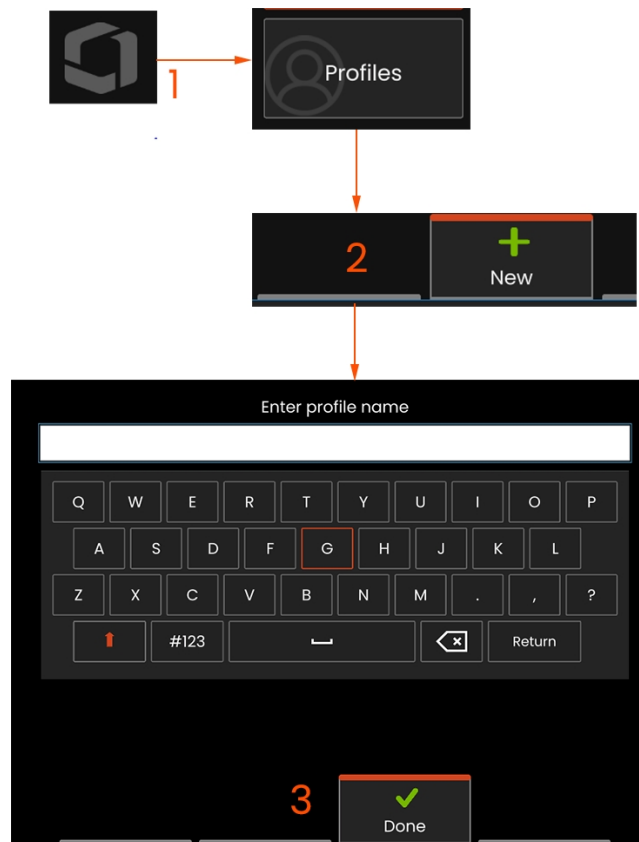 1
Profiles
2
New
Enter profile name
Q W E R T Y U I O P
A S D F G H J K L
Z X C V B N M . , ?
#123 Return
3
Done